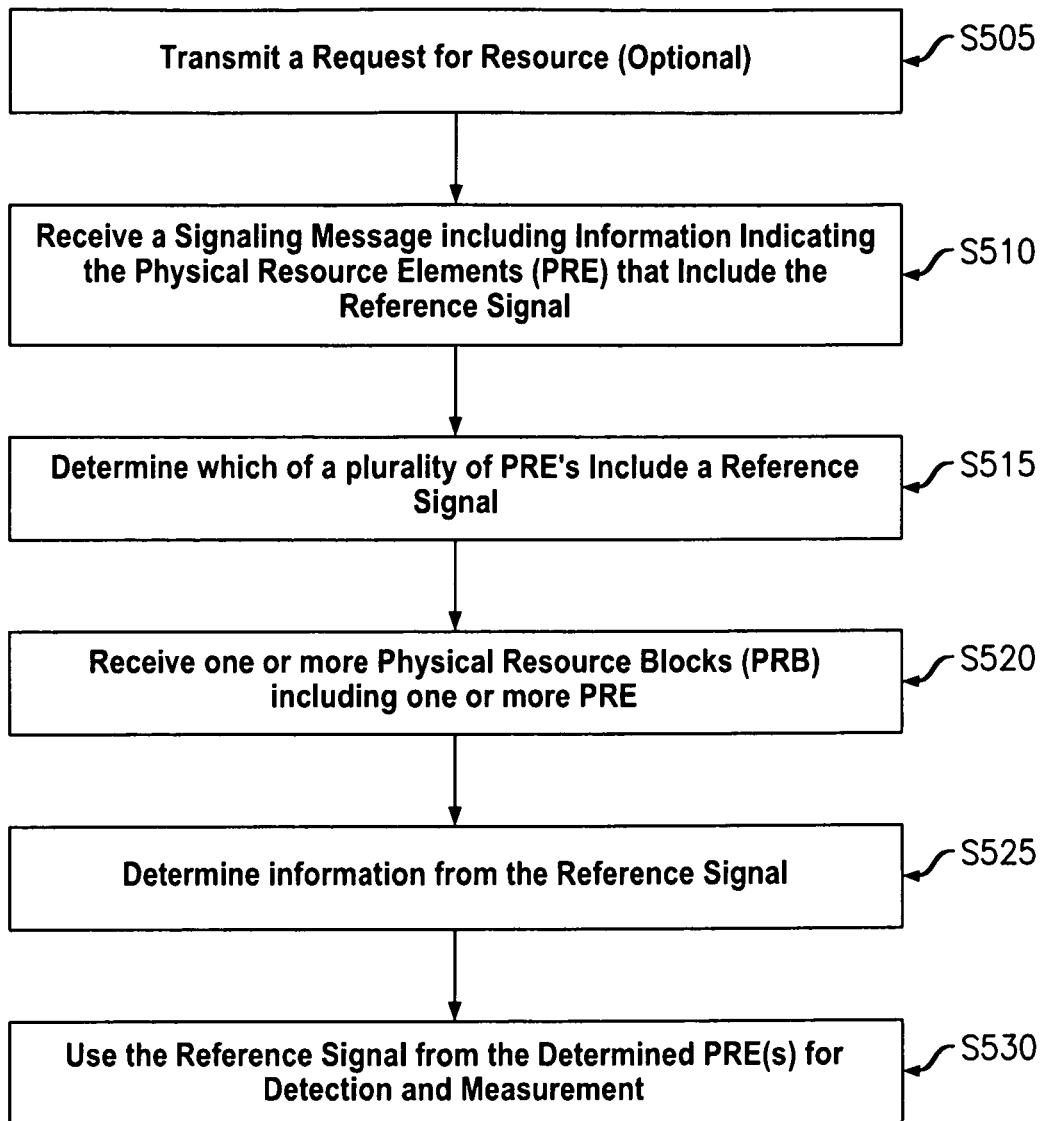 Transmit a Request for Resource (Optional)
S505
Receive a Signaling Message including Information Indicating
the Physical Resource Elements (PRE) that Include the
Reference Signal
S510
Determine which of a plurality of PRE's Include a Reference
Signal
S515
Receive one or more Physical Resource Blocks (PRB)
including one or more PRE
S520
Determine information from the Reference Signal
S525
Use the Reference Signal from the Determined PRE(s) for
Detection and Measurement
S530